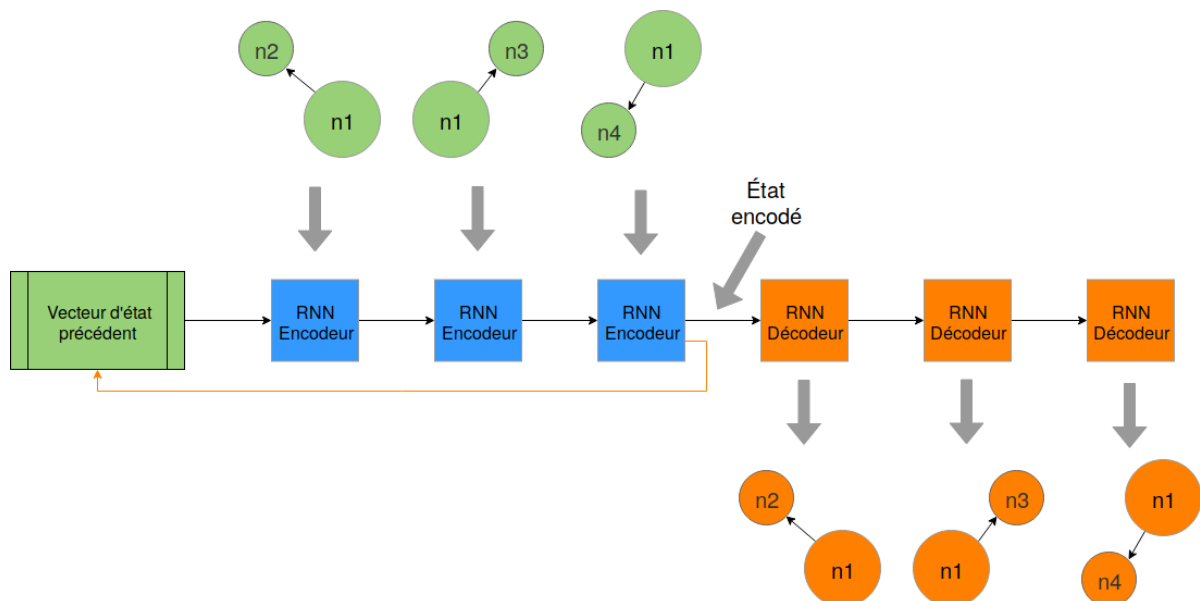 n2
n1
n3
n1
n1
n4
État
encodé
Vecteur d'état
précédent
RNN
Encodeur
RNN
Encodeur
RNN
Encodeur
RNN
Décodeur
RNN
Décodeur
RNN
Décodeur
n2
n1
n3
n1
n1
n4